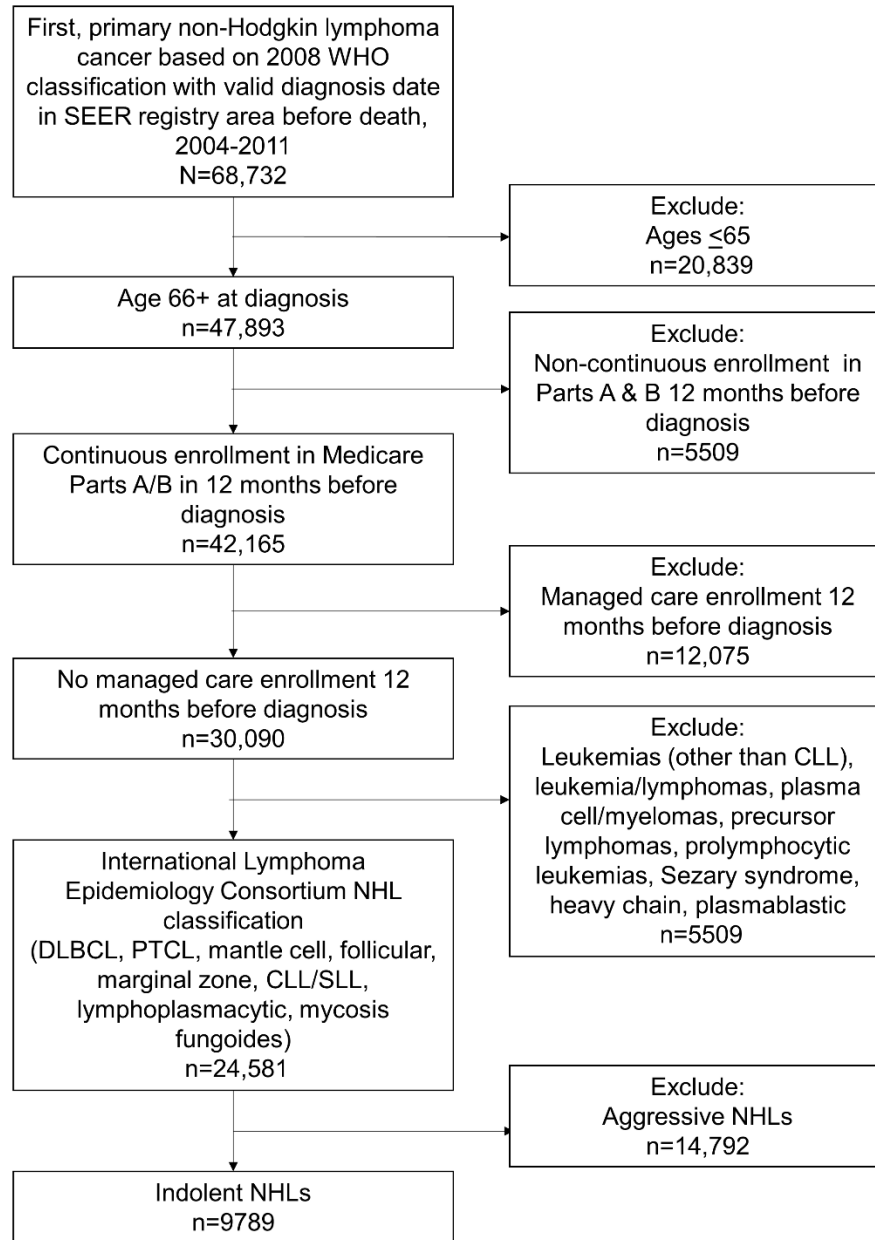 First, primary non-Hodgkin lymphoma
cancer based on 2008 WHO
classification with valid diagnosis date
in SEER registry area before death,
2004-2011
N=68,732
Exclude:
Ages <65
n=20,839
Age 66+ at diagnosis
n=47,893
Exclude:
Non-continuous enrollment in
Parts A & B 12 months before
diagnosis
n=5509
Continuous enrollment in Medicare
Parts A/B in 12 months before
diagnosis
n=42,165
Exclude:
Managed care enrollment 12
months before diagnosis
n=12,075
No managed care enrollment 12
months before diagnosis
n=30,090
Exclude:
Leukemias (other than CLL),
leukemia/lymphomas, plasma
cell/myelomas, precursor
lymphomas, prolymphocytic
leukemias, Sezary syndrome,
heavy chain, plasmablastic
n=5509
International Lymphoma
Epidemiology Consortium NHL
classification
(DLBCL, PTCL, mantle cell, follicular,
marginal zone, CLL/SLL,
lymphoplasmacytic, mycosis
fungoides)
n=24,581
Exclude:
Aggressive NHLs
n=14,792
Indolent NHLs
n=9789